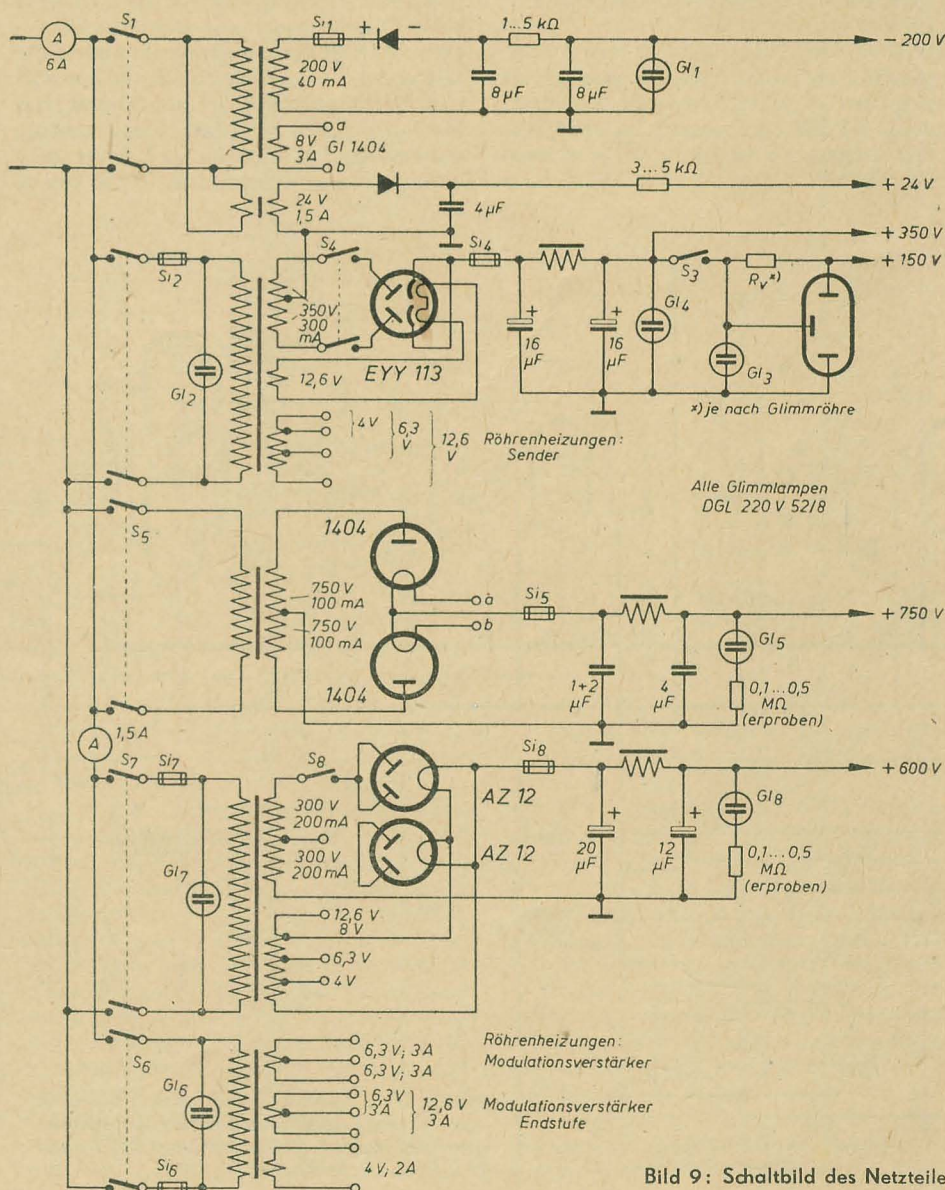 S1
Si1
+ −
1...5 kΩ
− 200 V
A
6A
200 V
40 mA
8 µF
8 µF
Gl1
a
8V
3A
Gl 1404
b
3...5 kΩ
+ 24 V
24 V
1,5 A
4 µF
+ 350 V
Si2
S4
Si4
S3
RV*)
+ 150 V
350V
300
mA
Gl4
Gl2
EYY 113
+
16
µF
+
16
µF
Gl3
12,6 V
*) je nach Glimmröhre
4V
6,3
V
12,6
V
Röhrenheizungen:
Sender
Alle Glimmlampen
DGL 220 V 52/8
S5
1404
750 V
100 mA
750 V
100 mA
a
b
Si5
+ 750 V
Gl5
1404
1+2
µF
4
µF
0,1...0,5
MΩ
(erproben)
A
1,5 A
S7
Si7
S8
Si8
+ 600 V
300 V
200 mA
300 V
200 mA
AZ 12
AZ 12
+
20
µF
+
12
µF
Gl8
0,1...0,5
MΩ
(erproben)
Gl7
12,6 V
8V
6,3 V
4V
S6
Gl6
Si6
6,3 V; 3A
6,3 V; 3A
Röhrenheizungen:
Modulationsverstärker
6,3V
3A
12,6 V
3 A
Modulationsverstärker
Endstufe
4 V; 2A
Bild 9: Schaltbild des Netzteile